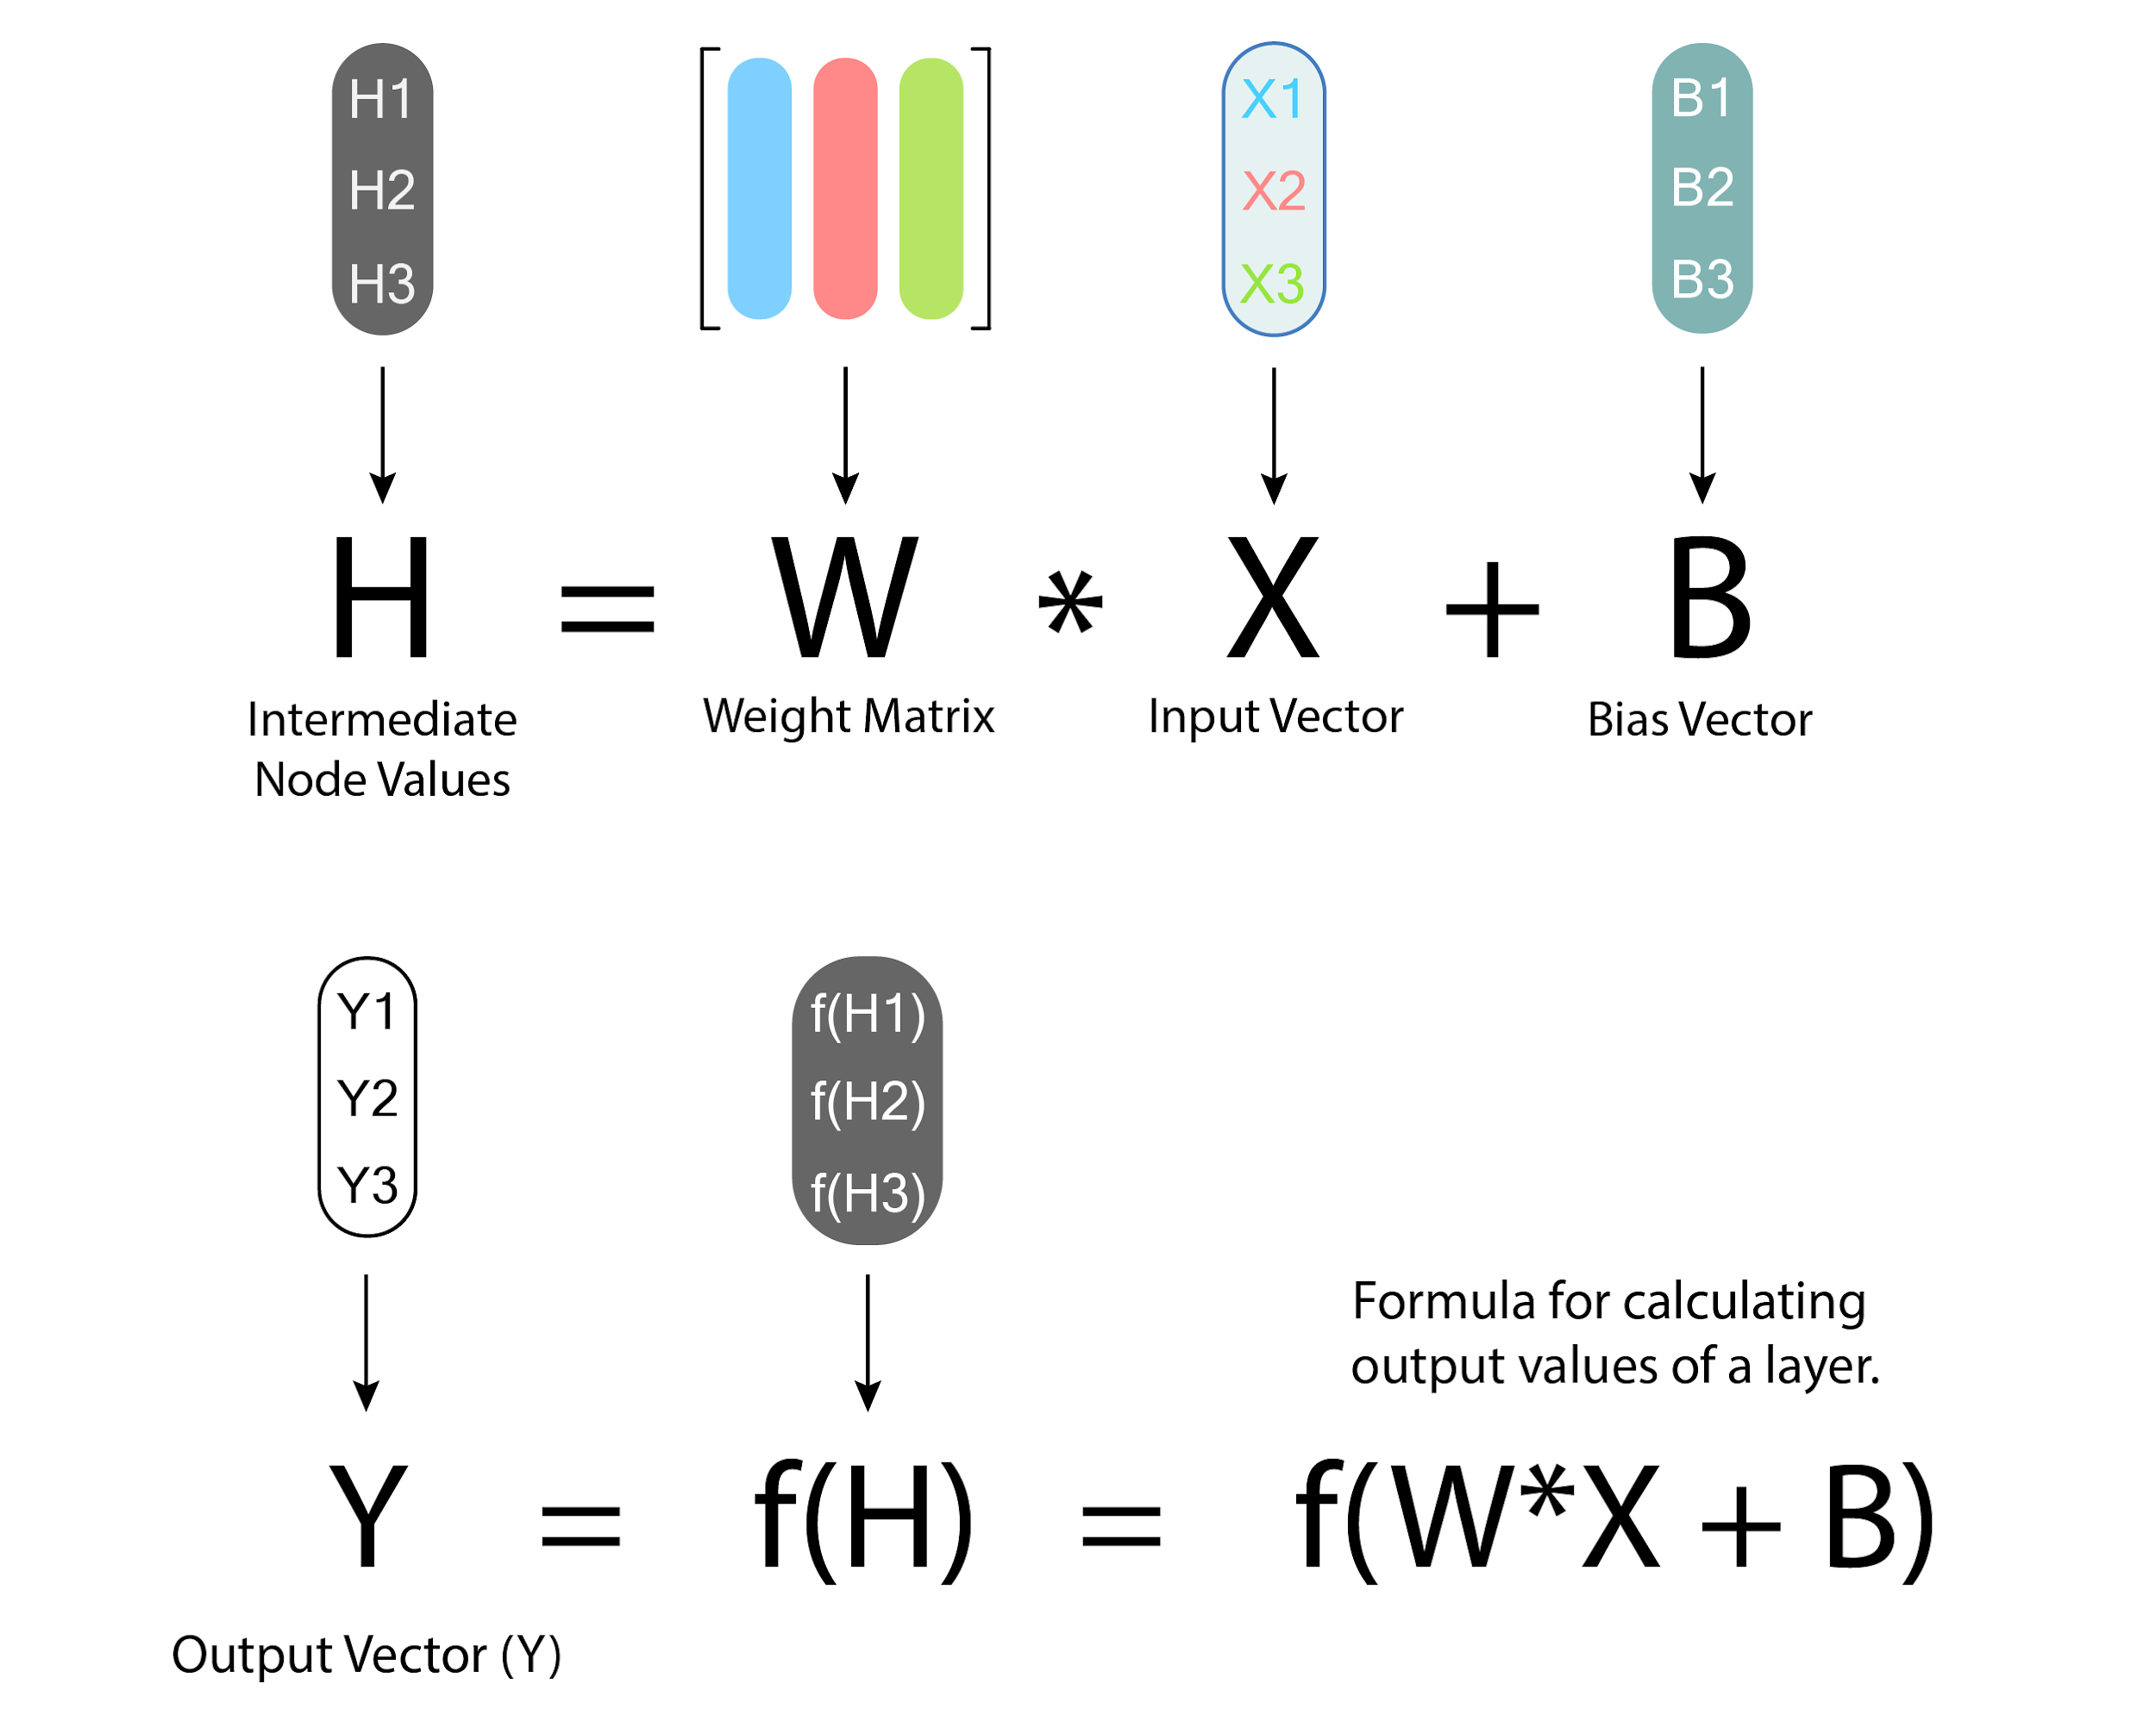 H1
H2
H3
X1
X2
X3
B1
B2
B3
H = W * X + B
Intermediate
Node Values
Weight Matrix
Input Vector
Bias Vector
Y1
Y2
Y3
f(H1)
f(H2)
f(H3)
Formula for calculating
output values of a layer.
Y = f(H) = f(W*X + B)
Output Vector (Y)